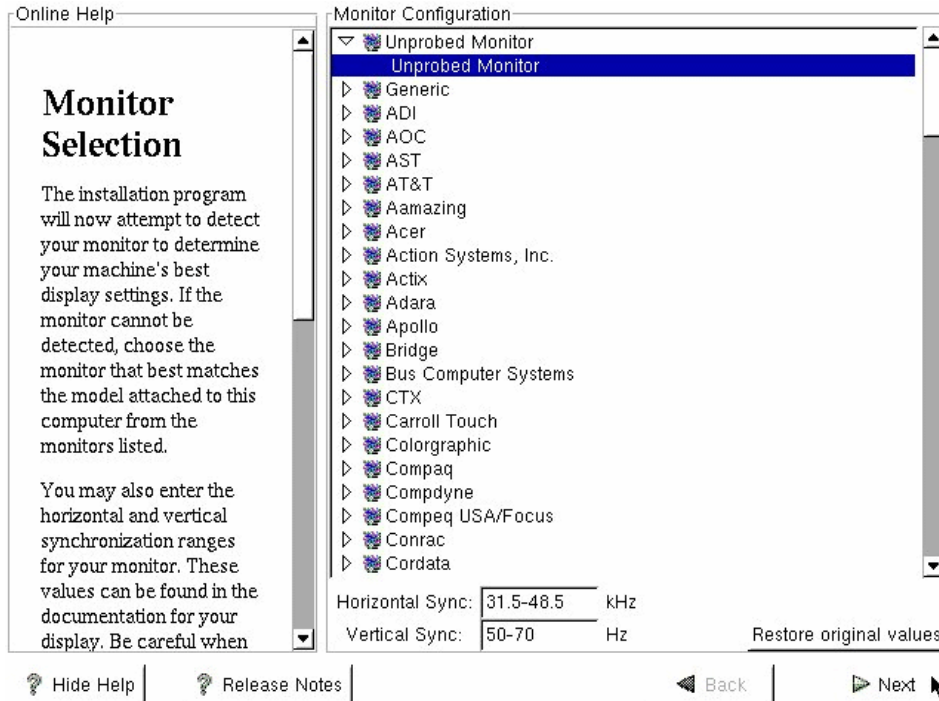 Online Help
Monitor
Selection
The installation program
will now attempt to detect
your monitor to determine
your machine's best
display settings. If the
monitor cannot be
detected, choose the
monitor that best matches
the model attached to this
computer from the
monitors listed.
You may also enter the
horizontal and vertical
synchronization ranges
for your monitor. These
values can be found in the
documentation for your
display. Be careful when
Monitor Configuration
Unprobed Monitor
Unprobed Monitor
Generic
ADI
AOC
AST
AT&T
Aamazing
Acer
Action Systems, Inc.
Actix
Adara
Apollo
Bridge
Bus Computer Systems
CTX
Carroll Touch
Colorgraphic
Compaq
Compdyne
Compeq USA/Focus
Conrac
Cordata
Horizontal Sync: 31.5-48.5 kHz
Vertical Sync: 50-70 Hz
Restore original values
Hide Help
Release Notes
Back
Next